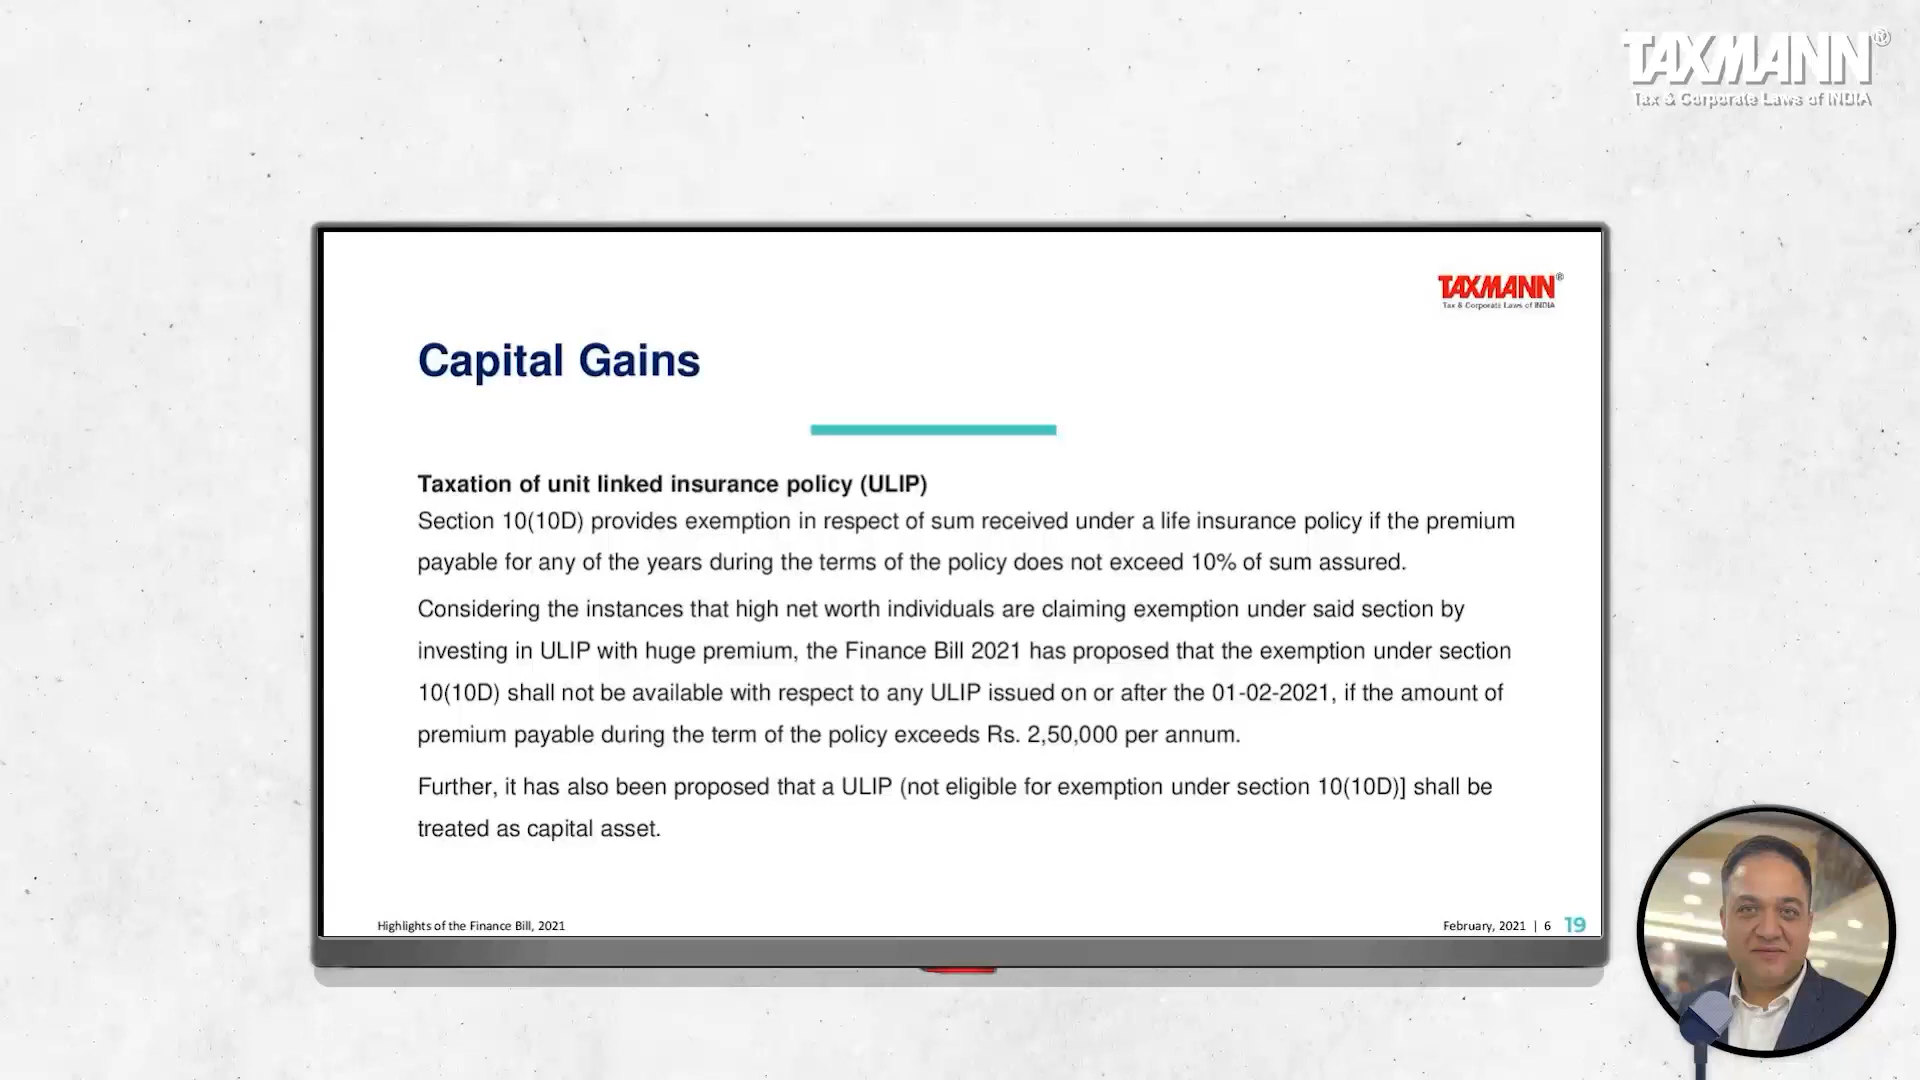 TAXMANN®
Tax & Corporate Laws of INDIA
TAXMANN®
Tax & Corporate Laws of INDIA
Capital Gains
Taxation of unit linked insurance policy (ULIP)
Section 10(10D) provides exemption in respect of sum received under a life insurance policy if the premium
payable for any of the years during the terms of the policy does not exceed 10% of sum assured.
Considering the instances that high net worth individuals are claiming exemption under said section by
investing in ULIP with huge premium, the Finance Bill 2021 has proposed that the exemption under section
10(10D) shall not be available with respect to any ULIP issued on or after the 01-02-2021, if the amount of
premium payable during the term of the policy exceeds Rs. 2,50,000 per annum.
Further, it has also been proposed that a ULIP (not eligible for exemption under section 10(10D)] shall be
treated as capital asset.
Highlights of the Finance Bill, 2021
February, 2021 | 6 19